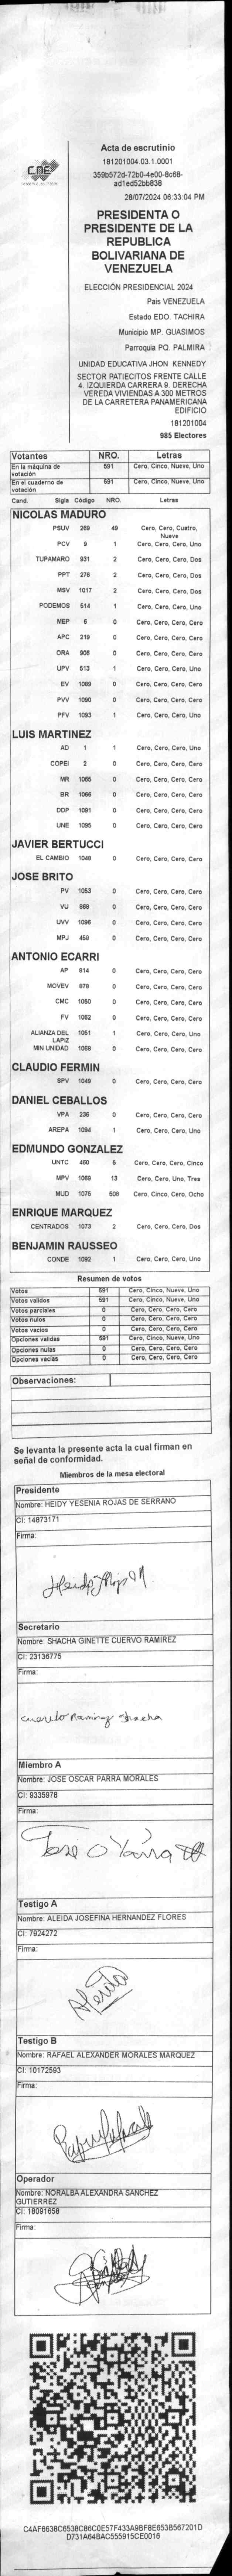 CNE
Acta de escrutinio
181201004.03.1.0001
359b572d-72b0-4e00-8c68-
ad1ed52bb838
28/07/2024 06:33:04 PM
PRESIDENTA O
PRESIDENTE DE LA
REPUBLICA
BOLIVARIANA DE
VENEZUELA
ELECCIÓN PRESIDENCIAL 2024
Pais VENEZUELA
Estado EDO. TACHIRA
Municipio MP. GUASIMOS
Parroquia PQ. PALMIRA
UNIDAD EDUCATIVA JHON KENNEDY
SECTOR PATIECITOS FRENTE CALLE
4. IZQUIERDA CARRERA 9. DERECHA
VEREDA VIVIENDAS A 300 METROS
DE LA CARRETERA PANAMERICANA
EDIFICIO
181201004
985 Electores
Votantes NRO. Letras
En la máquina de votación 591 Cero, Cinco, Nueve, Uno
En el cuaderno de votación 591 Cero, Cinco, Nueve, Uno
Cand. Sigla Código NRO. Letras
NICOLAS MADURO
PSUV 269 49 Cero, Cero, Cuatro, Nueve
PCV 9 1 Cero, Cero, Cero, Uno
TUPAMARO 931 2 Cero, Cero, Cero, Dos
PPT 276 2 Cero, Cero, Cero, Dos
MSV 1017 2 Cero, Cero, Cero, Dos
PODEMOS 514 1 Cero, Cero, Cero, Uno
MEP 6 0 Cero, Cero, Cero, Cero
APC 219 0 Cero, Cero, Cero, Cero
ORA 906 0 Cero, Cero, Cero, Cero
UPV 613 1 Cero, Cero, Cero, Uno
EV 1089 0 Cero, Cero, Cero, Cero
PVV 1090 0 Cero, Cero, Cero, Cero
PFV 1093 1 Cero, Cero, Cero, Uno
LUIS MARTINEZ
AD 1 1 Cero, Cero, Cero, Uno
COPEI 2 0 Cero, Cero, Cero, Cero
MR 1065 0 Cero, Cero, Cero, Cero
BR 1066 0 Cero, Cero, Cero, Cero
DDP 1091 0 Cero, Cero, Cero, Cero
UNE 1095 0 Cero, Cero, Cero, Cero
JAVIER BERTUCCI
EL CAMBIO 1048 0 Cero, Cero, Cero, Cero
JOSE BRITO
PV 1053 0 Cero, Cero, Cero, Cero
VU 969 0 Cero, Cero, Cero, Cero
UVV 1096 0 Cero, Cero, Cero, Cero
MPJ 458 0 Cero, Cero, Cero, Cero
ANTONIO ECARRI
AP 814 0 Cero, Cero, Cero, Cero
MOVEV 978 0 Cero, Cero, Cero, Cero
CMC 1050 0 Cero, Cero, Cero, Cero
FV 1062 0 Cero, Cero, Cero, Cero
ALIANZA DEL LAPIZ 1051 1 Cero, Cero, Cero, Uno
MIN UNIDAD 1069 0 Cero, Cero, Cero, Cero
CLAUDIO FERMIN
SPV 1049 0 Cero, Cero, Cero, Cero
DANIEL CEBALLOS
VPA 236 0 Cero, Cero, Cero, Cero
AREPA 1094 1 Cero, Cero, Cero, Uno
EDMUNDO GONZALEZ
UNTC 460 5 Cero, Cero, Cero, Cinco
MPV 1068 13 Cero, Cero, Uno, Tres
MUD 1075 508 Cero, Cinco, Cero, Ocho
ENRIQUE MARQUEZ
CENTRADOS 1073 2 Cero, Cero, Cero, Dos
BENJAMIN RAUSSEO
CONDE 1092 1 Cero, Cero, Cero, Uno
Resumen de votos
Votos 591 Cero, Cinco, Nueve, Uno
Votos validos 591 Cero, Cinco, Nueve, Uno
Votos parciales 0 Cero, Cero, Cero, Cero
Votos nulos 0 Cero, Cero, Cero, Cero
Votos vacios 0 Cero, Cero, Cero, Cero
Opciones validas 591 Cero, Cinco, Nueve, Uno
Opciones nulas 0 Cero, Cero, Cero, Cero
Opciones vacias 0 Cero, Cero, Cero, Cero
Observaciones:
Se levanta la presente acta la cual firman en
señal de conformidad.
Miembros de la mesa electoral
Presidente
Nombre: HEIDY YESENIA ROJAS DE SERRANO
CI: 14873171
Firma:
Secretario
Nombre: SHACHA GINETTE CUERVO RAMIREZ
CI: 23136775
Firma:
Cuervo Ramirez Shacha
Miembro A
Nombre: JOSE OSCAR PARRA MORALES
CI: 9335978
Firma:
Jose O Parra
Testigo A
Nombre: ALEIDA JOSEFINA HERNANDEZ FLORES
CI: 7924272
Firma:
Aleida
Testigo B
Nombre: RAFAEL ALEXANDER MORALES MARQUEZ
CI: 10172593
Firma:
Operador
Nombre: NORALBA ALEXANDRA SANCHEZ
GUTIERREZ
CI: 18091658
Firma:
C4AF6638C6538C86C0E57F433A9BF8E653B567201D
D731A64BAC555915CE0016